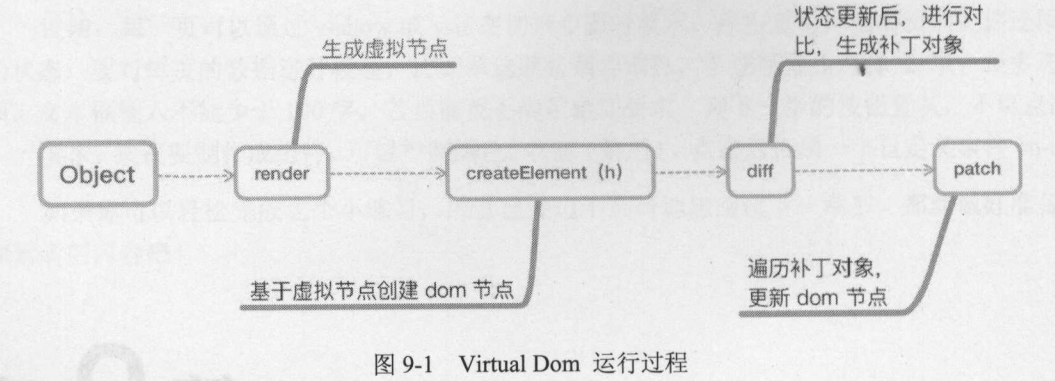 生成虚拟节点
状态更新后，进行对
比，生成补丁对象
Object
render
createElement（h）
diff
patch
基于虚拟节点创建 dom 节点
遍历补丁对象，
更新 dom 节点
图 9-1 Virtual Dom 运行过程